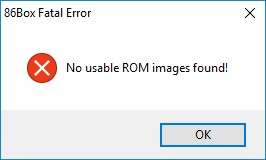 86Box Fatal Error
No usable ROM images found!
OK